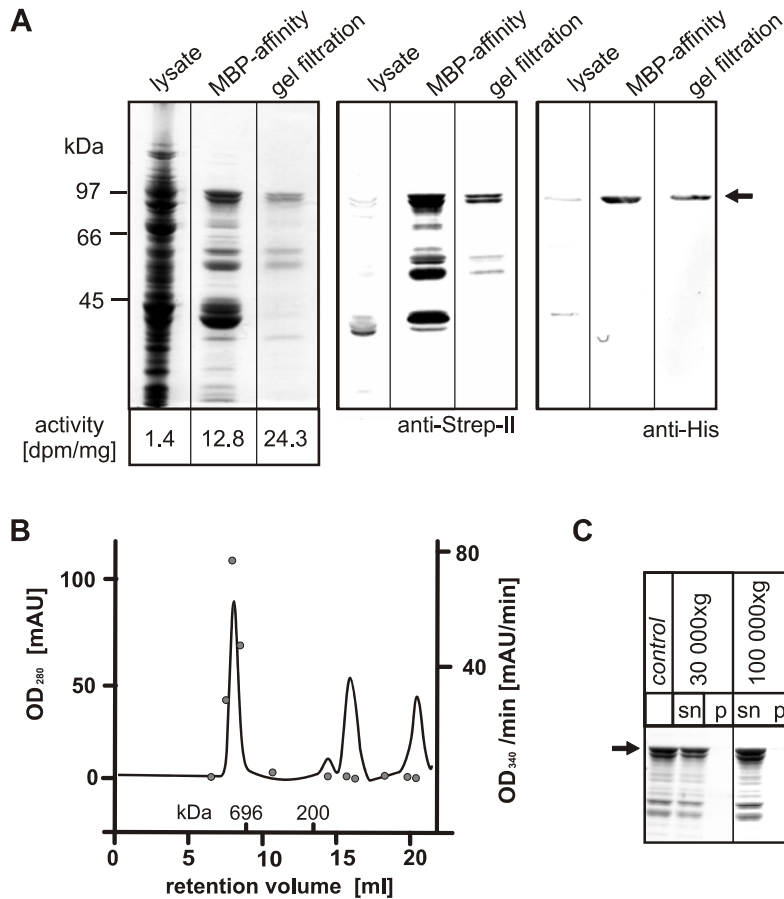 A
lysate
MBP-affinity
gel filtration
lysate
MBP-affinity
gel filtration
lysate
MBP-affinity
gel filtration
kDa
97
66
45
activity
[dpm/mg]
1.4 12.8 24.3
anti-Strep-II
anti-His
B
OD280 [mAU]
100
50
0
80
40
OD340/min [mAU/min]
kDa 696 200
0 5 10 15 20
retention volume [ml]
C
control
30 000xg
100 000xg
sn p sn p